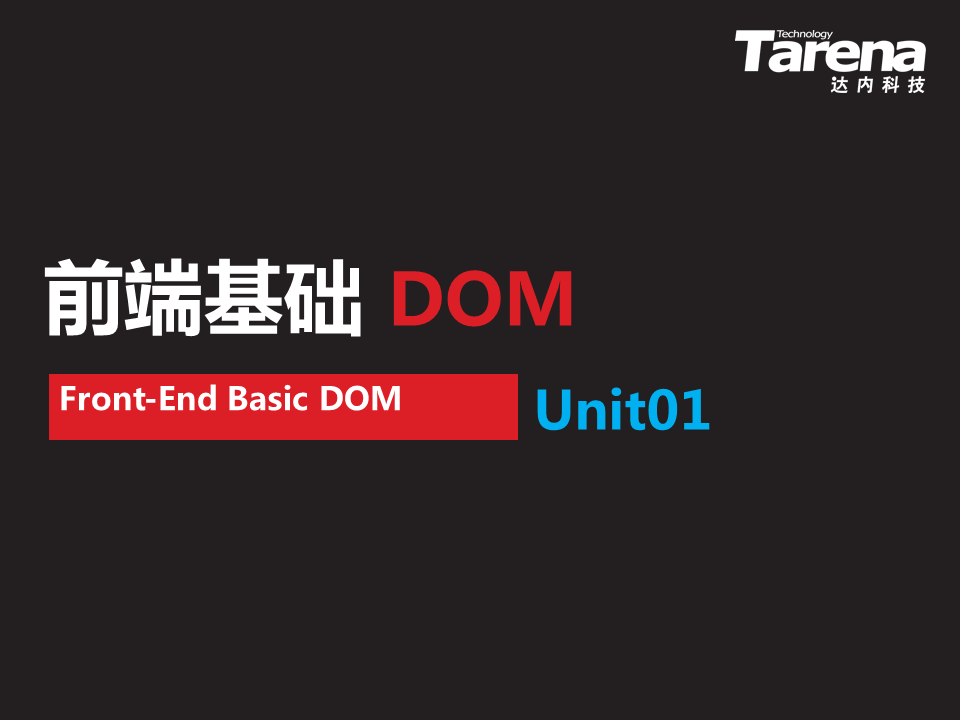 Technology
Tarena
达内科技
前端基础 DOM
Front-End Basic DOM
Unit01